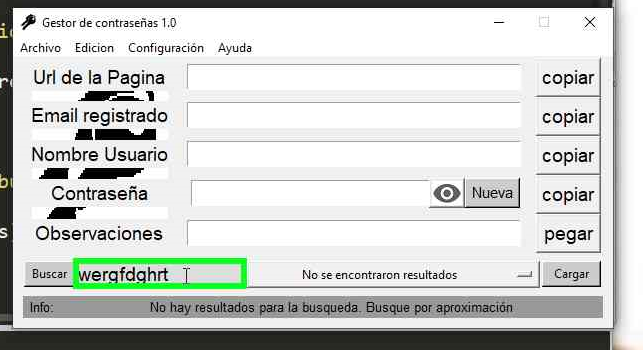 Gestor de contraseñas 1.0
Archivo Edicion Configuración Ayuda
Url de la Pagina copiar
Email registrado copiar
Nombre Usuario copiar
Contraseña Nueva copiar
Observaciones pegar
Buscar wergfdghrt No se encontraron resultados Cargar
Info: No hay resultados para la busqueda. Busque por aproximación